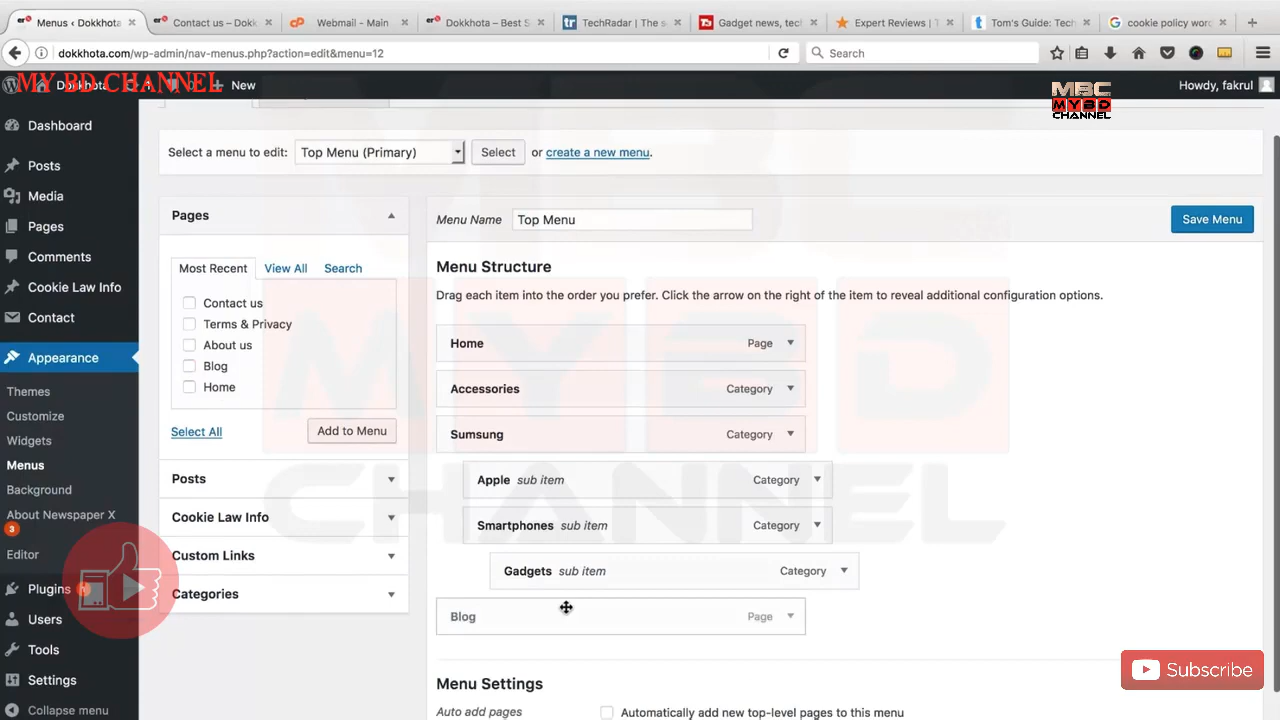 Menus ‹ Dokkhota...
Contact us – Dokk...
Webmail - Main
Dokkhota – Best S...
TechRadar | The s...
Gadget news, tec...
Expert Reviews | T...
Tom's Guide: Tech...
cookie policy wor...
dokkhota.com/wp-admin/nav-menus.php?action=edit&menu=12
Search
MY BD CHANNEL
New
Howdy, fakrul
MBC
MYBD
CHANNEL
Dashboard
Posts
Media
Pages
Comments
Cookie Law Info
Contact
Appearance
Themes
Customize
Widgets
Menus
Background
About Newspaper X
3
Editor
Plugins
Users
Tools
Settings
Collapse menu
Select a menu to edit: Top Menu (Primary) Select or create a new menu.
Pages
Most Recent View All Search
Contact us
Terms & Privacy
About us
Blog
Home
Select All Add to Menu
Posts
Cookie Law Info
Custom Links
Categories
Menu Name Top Menu Save Menu
Menu Structure
Drag each item into the order you prefer. Click the arrow on the right of the item to reveal additional configuration options.
Home Page
Accessories Category
Sumsung Category
Apple sub item Category
Smartphones sub item Category
Gadgets sub item Category
Blog Page
Menu Settings
Auto add pages Automatically add new top-level pages to this menu
MBC
MYBD
CHANNEL
Subscribe